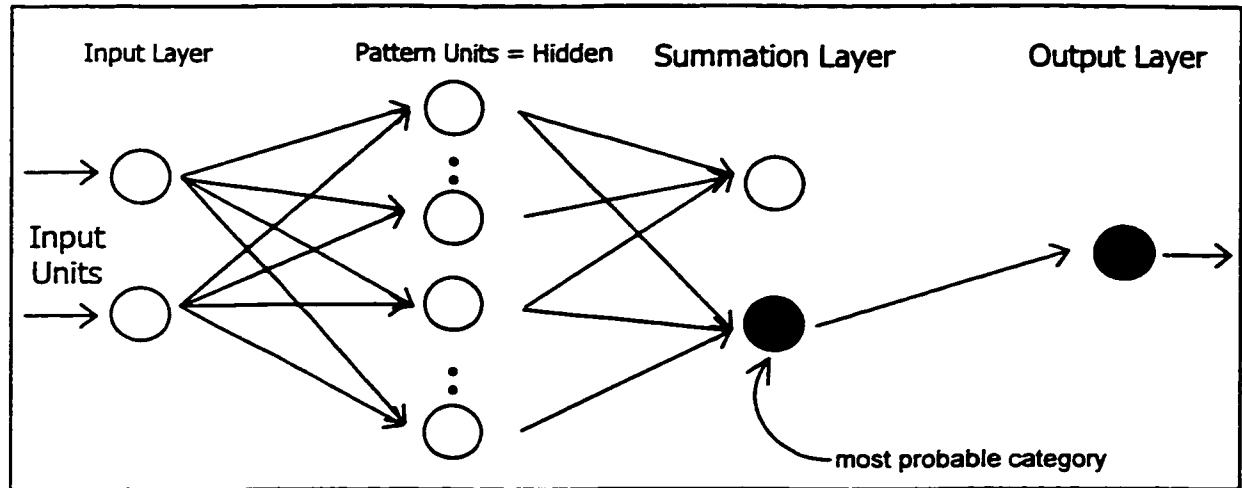 Input Layer
Pattern Units = Hidden
Summation Layer
Output Layer
Input
Units
most probable category